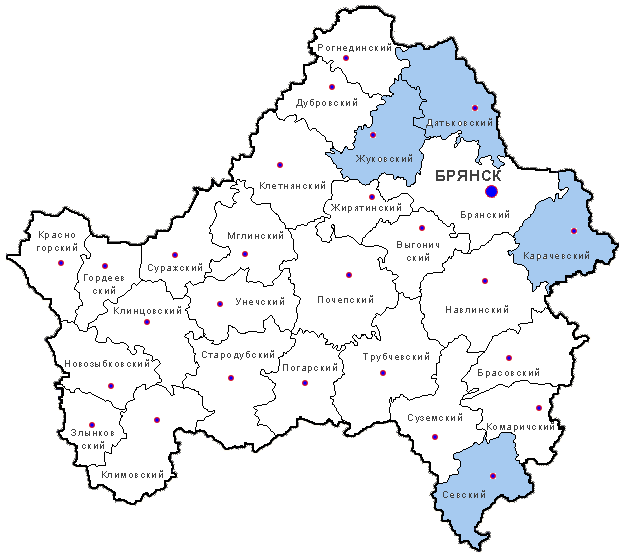 Рогнединский
Дубровский
Дятьковский
Жуковский
БРЯНСК
Клетнянский
Жирятинский
Брянский
Красно
горский
Мглинский
Выгонич
ский
Карачевский
Суражский
Гордеев
ский
Унечский
Почепский
Клинцовский
Навлинский
Стародубский
Трубчевский
Новозыбковский
Погарский
Брасовский
Суземский
Комаричский
Злынков
ский
Климовский
Севский